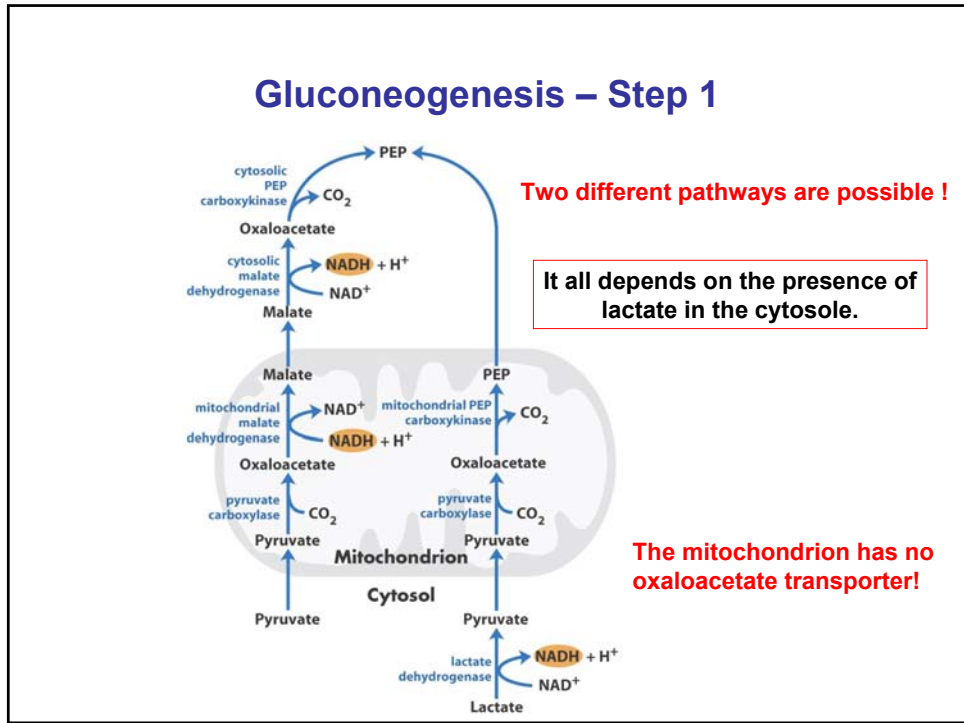 Gluconeogenesis – Step 1
PEP
cytosolic
PEP
carboxykinase
CO2
Two different pathways are possible !
Oxaloacetate
cytosolic
malate
dehydrogenase
NADH + H+
NAD+
It all depends on the presence of
lactate in the cytosole.
Malate
Malate
PEP
mitochondrial
malate
dehydrogenase
NAD+
NADH + H+
mitochondrial PEP
carboxykinase
CO2
Oxaloacetate
Oxaloacetate
pyruvate
carboxylase
CO2
pyruvate
carboxylase
CO2
Pyruvate
Pyruvate
Mitochondrion
The mitochondrion has no
oxaloacetate transporter!
Cytosol
Pyruvate
Pyruvate
lactate
dehydrogenase
NADH + H+
NAD+
Lactate